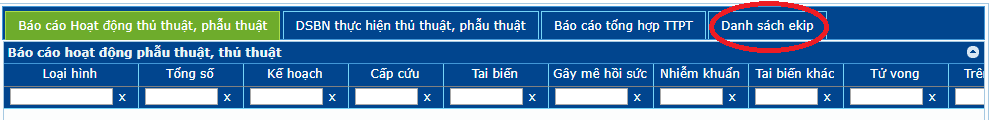 Báo cáo Hoạt động thủ thuật, phẫu thuật DSBN thực hiện thủ thuật, phẫu thuật Báo cáo tổng hợp TTPT Danh sách ekip
Báo cáo hoạt động phẫu thuật, thủ thuật
Loại hình Tổng số Kế hoạch Cấp cứu Tai biến Gây mê hồi sức Nhiễm khuẩn Tai biến khác Tử vong Trên
x x x x x x x x x